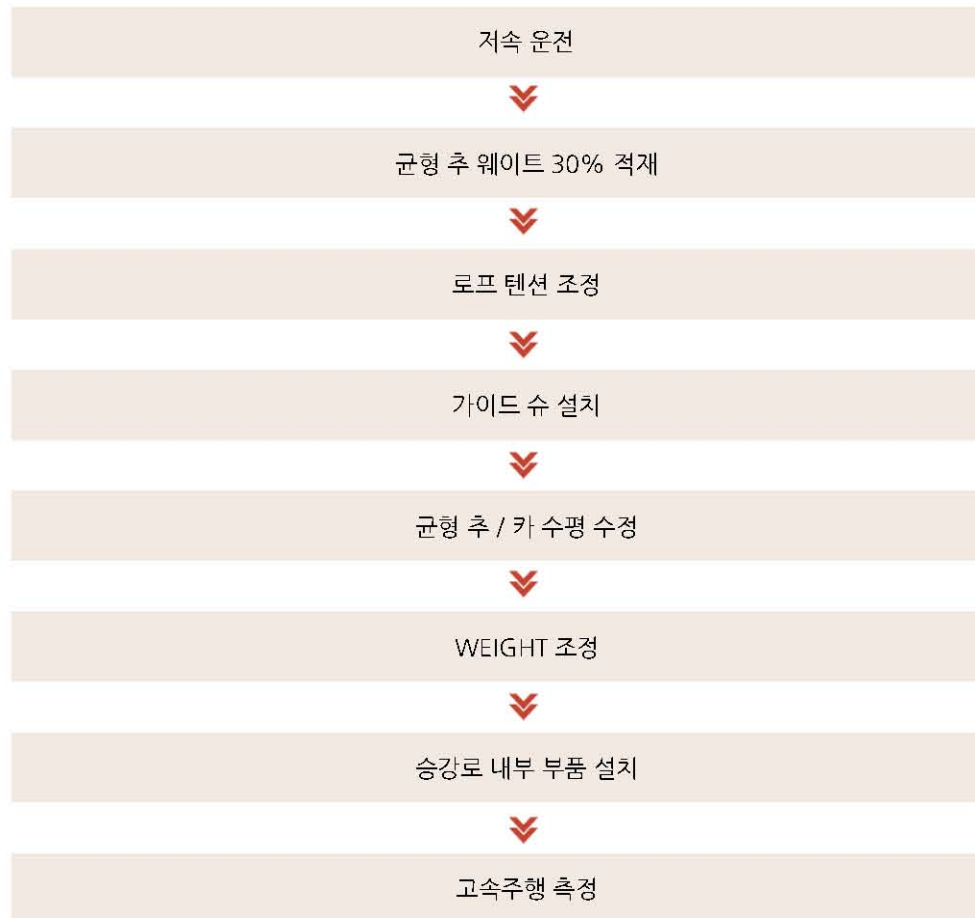 저속 운전
균형 추 웨이트 30% 적재
로프 텐션 조정
가이드 슈 설치
균형 추 / 카 수평 수정
WEIGHT 조정
승강로 내부 부품 설치
고속주행 측정